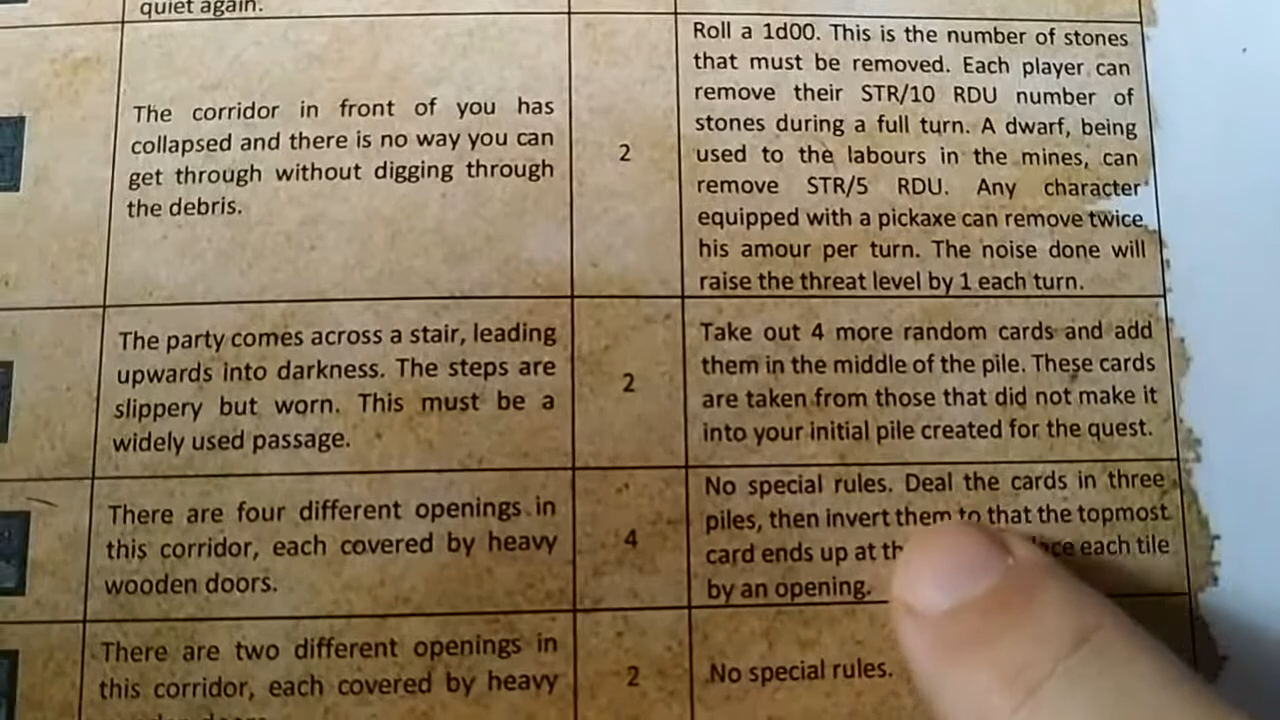 quiet again.
The corridor in front of you has
collapsed and there is no way you can
get through without digging through
the debris.
2
Roll a 1d00. This is the number of stones
that must be removed. Each player can
remove their STR/10 RDU number of
stones during a full turn. A dwarf, being
used to the labours in the mines, can
remove STR/5 RDU. Any character
equipped with a pickaxe can remove twice
his amour per turn. The noise done will
raise the threat level by 1 each turn.
The party comes across a stair, leading
upwards into darkness. The steps are
slippery but worn. This must be a
widely used passage.
2
Take out 4 more random cards and add
them in the middle of the pile. These cards
are taken from those that did not make it
into your initial pile created for the quest.
There are four different openings in
this corridor, each covered by heavy
wooden doors.
4
No special rules. Deal the cards in three
piles, then invert them to that the topmost
card ends up at each tile
by an opening.
There are two different openings in
this corridor, each covered by heavy
2
No special rules.